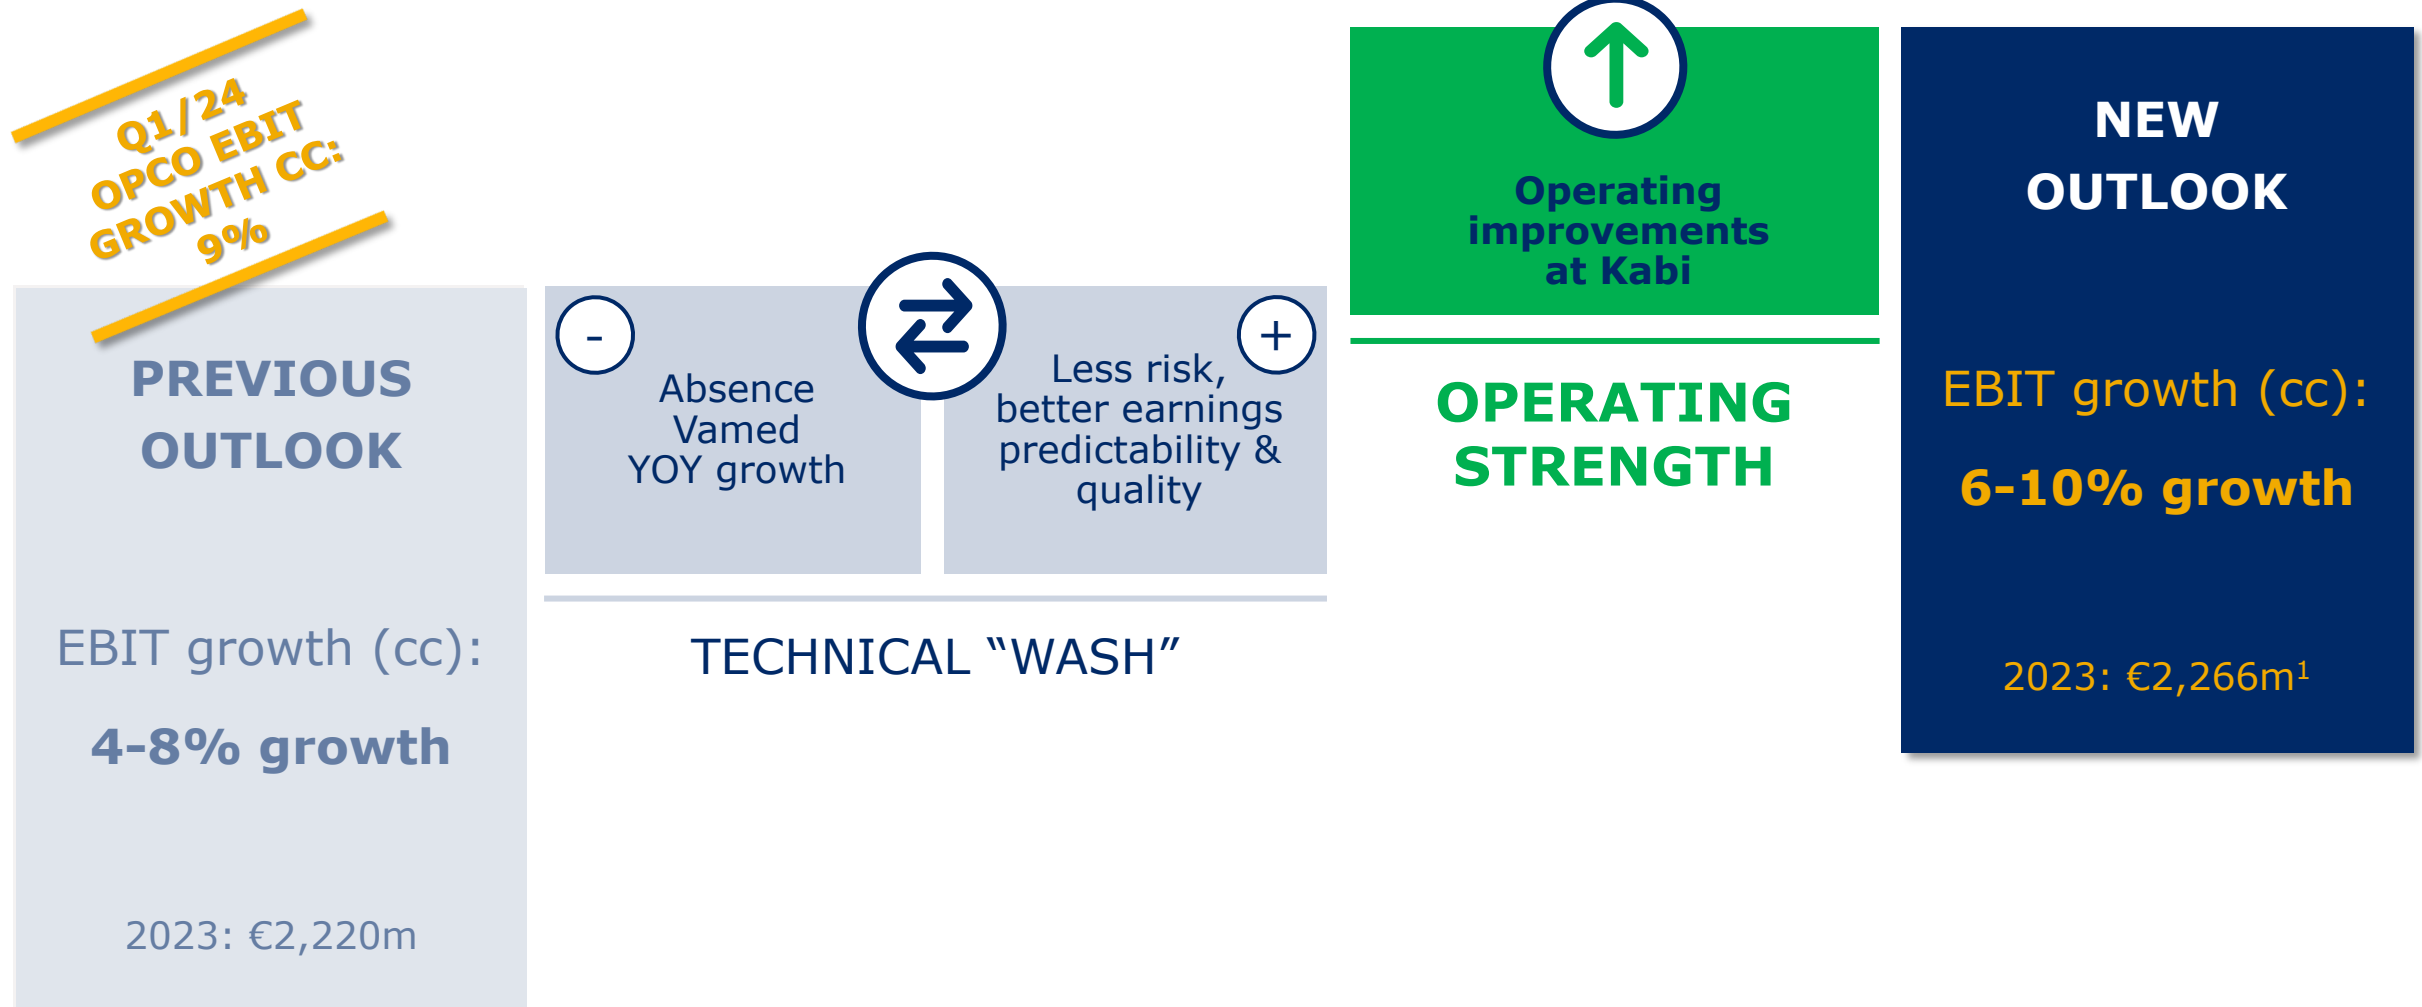 Q1/24
OPCO EBIT
GROWTH CC:
9%
PREVIOUS
OUTLOOK
EBIT growth (cc):
4-8% growth
2023: €2,220m
-
Absence
Vamed
YOY growth
+
Less risk,
better earnings
predictability &
quality
TECHNICAL “WASH”
Operating
improvements
at Kabi
OPERATING
STRENGTH
NEW
OUTLOOK
EBIT growth (cc):
6-10% growth
2023: €2,266m¹